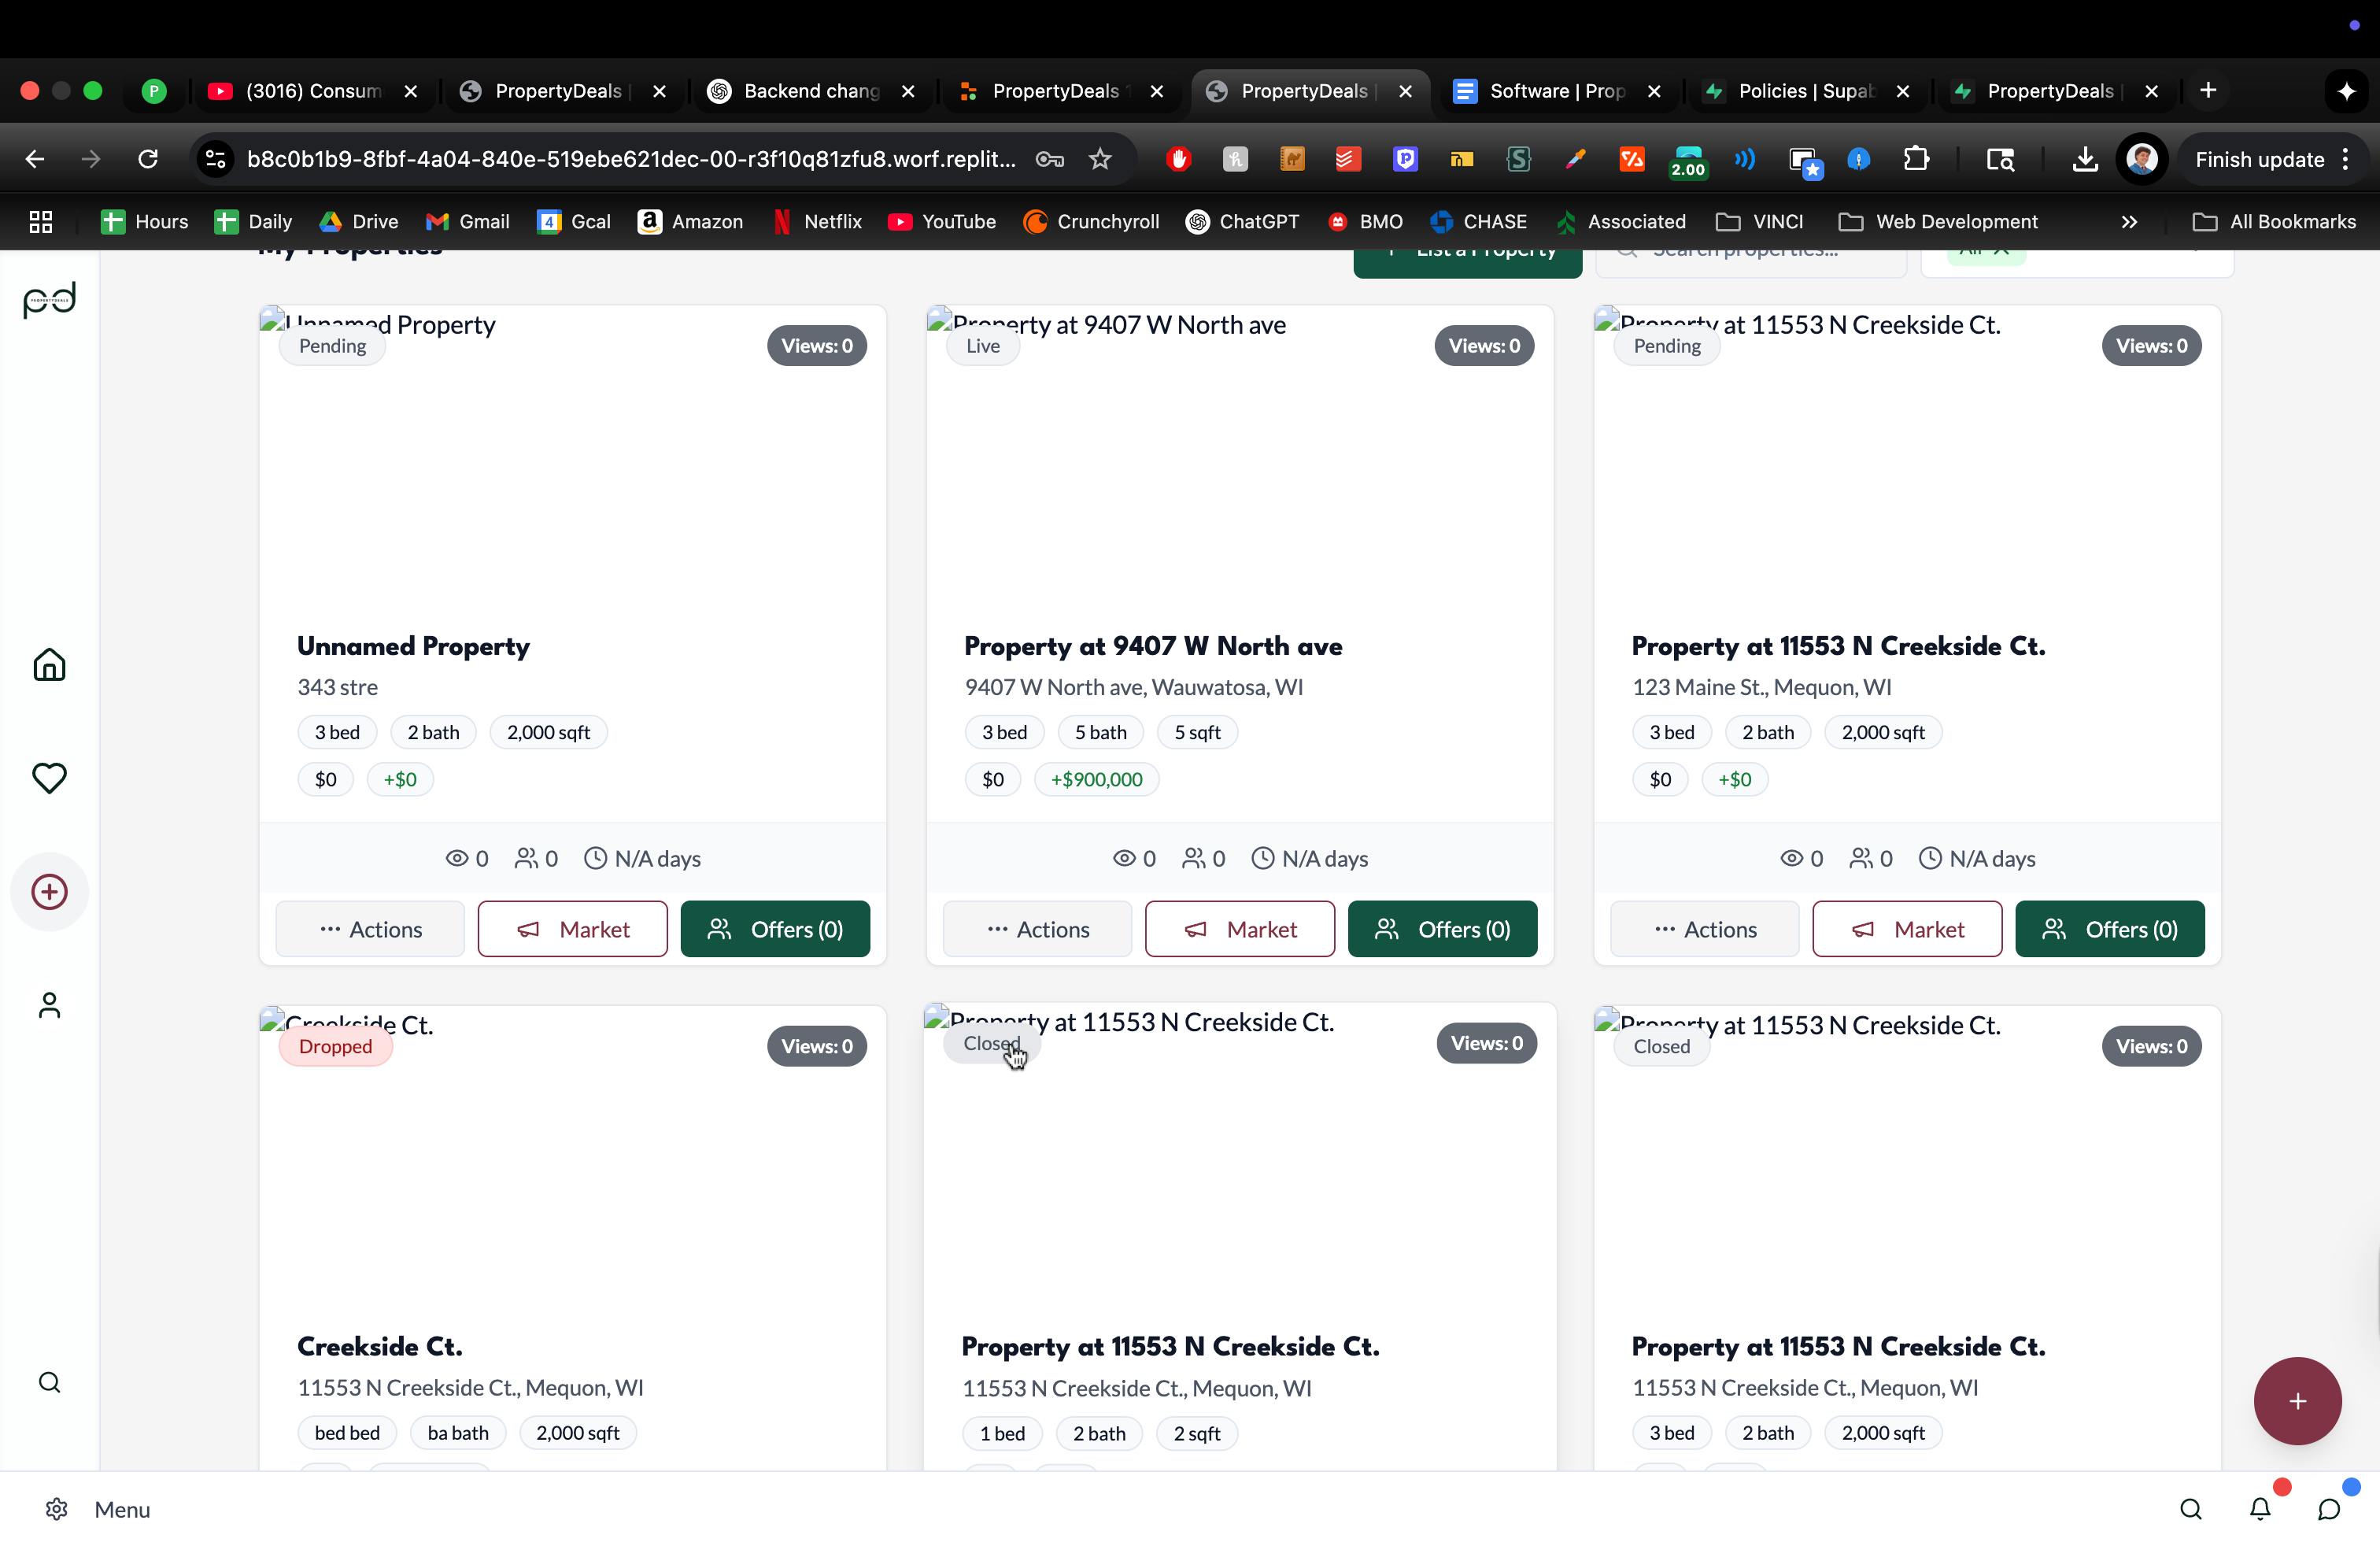 (3016) Consum
PropertyDeals |
Backend chang
PropertyDeals
PropertyDeals |
Software | Prop
Policies | Supab
PropertyDeals |
b8c0b1b9-8fbf-4a04-840e-519ebe621dec-00-r3f10q81zfu8.worf.replit...
2.00
Finish update
Hours
Daily
Drive
Gmail
Gcal
Amazon
Netflix
YouTube
Crunchyroll
ChatGPT
BMO
CHASE
Associated
VINCI
Web Development
All Bookmarks
My Properties
List a Property
Search properties...
All
pd
Unnamed Property
Pending
Views: 0
Unnamed Property
343 stre
3 bed 2 bath 2,000 sqft
$0 +$0
0 0 N/A days
Actions Market Offers (0)
Property at 9407 W North ave
Live
Views: 0
Property at 9407 W North ave
9407 W North ave, Wauwatosa, WI
3 bed 5 bath 5 sqft
$0 +$900,000
0 0 N/A days
Actions Market Offers (0)
Property at 11553 N Creekside Ct.
Pending
Views: 0
Property at 11553 N Creekside Ct.
123 Maine St., Mequon, WI
3 bed 2 bath 2,000 sqft
$0 +$0
0 0 N/A days
Actions Market Offers (0)
Creekside Ct.
Dropped
Views: 0
Creekside Ct.
11553 N Creekside Ct., Mequon, WI
bed bed ba bath 2,000 sqft
Property at 11553 N Creekside Ct.
Closed
Views: 0
Property at 11553 N Creekside Ct.
11553 N Creekside Ct., Mequon, WI
1 bed 2 bath 2 sqft
Property at 11553 N Creekside Ct.
Closed
Views: 0
Property at 11553 N Creekside Ct.
11553 N Creekside Ct., Mequon, WI
3 bed 2 bath 2,000 sqft
Menu